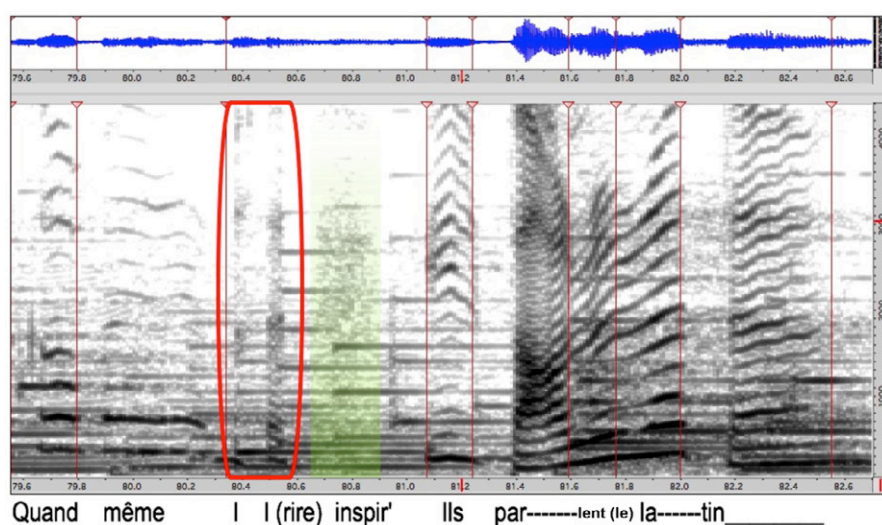 79.6 79.8 80.0 80.2 80.4 80.6 80.8 81.0 81.2 81.4 81.6 81.8 82.0 82.2 82.4 82.6
79.6 79.8 80.0 80.2 80.4 80.6 80.8 81.0 81.2 81.4 81.6 81.8 82.0 82.2 82.4 82.6
Quand même I I (rire) inspir' Ils par-------lent (le) la------tin__________